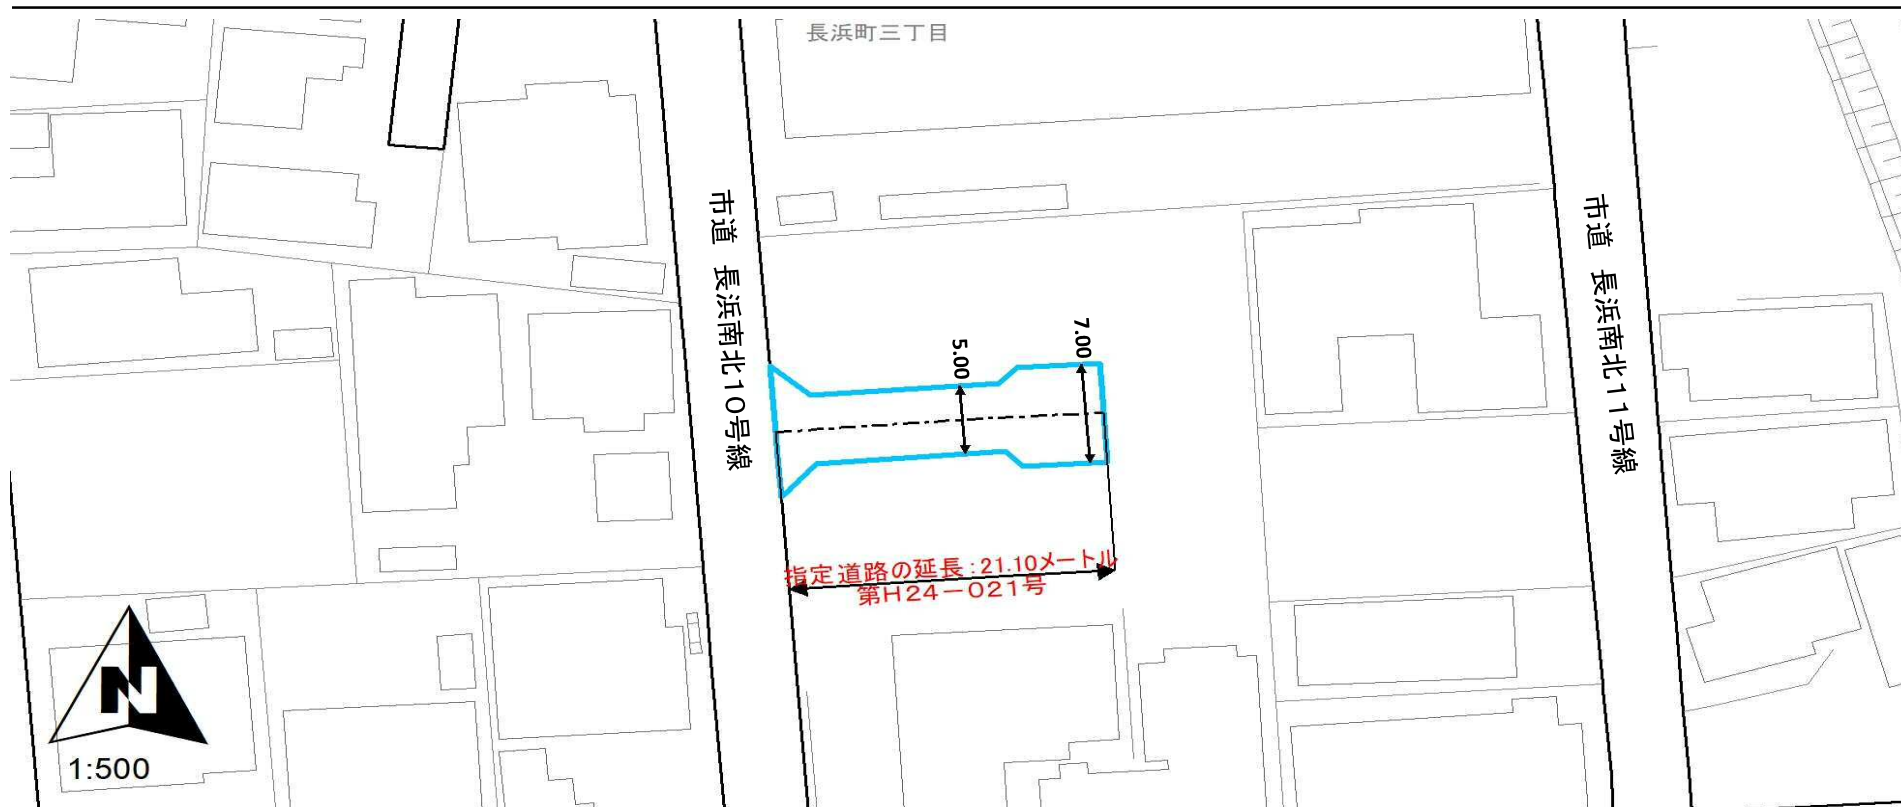 長浜町三丁目
市道 長浜南北10号線
市道 長浜南北11号線
5.00
7.00
指定道路の延長:21.10メートル
第H24-021号
N
1:500